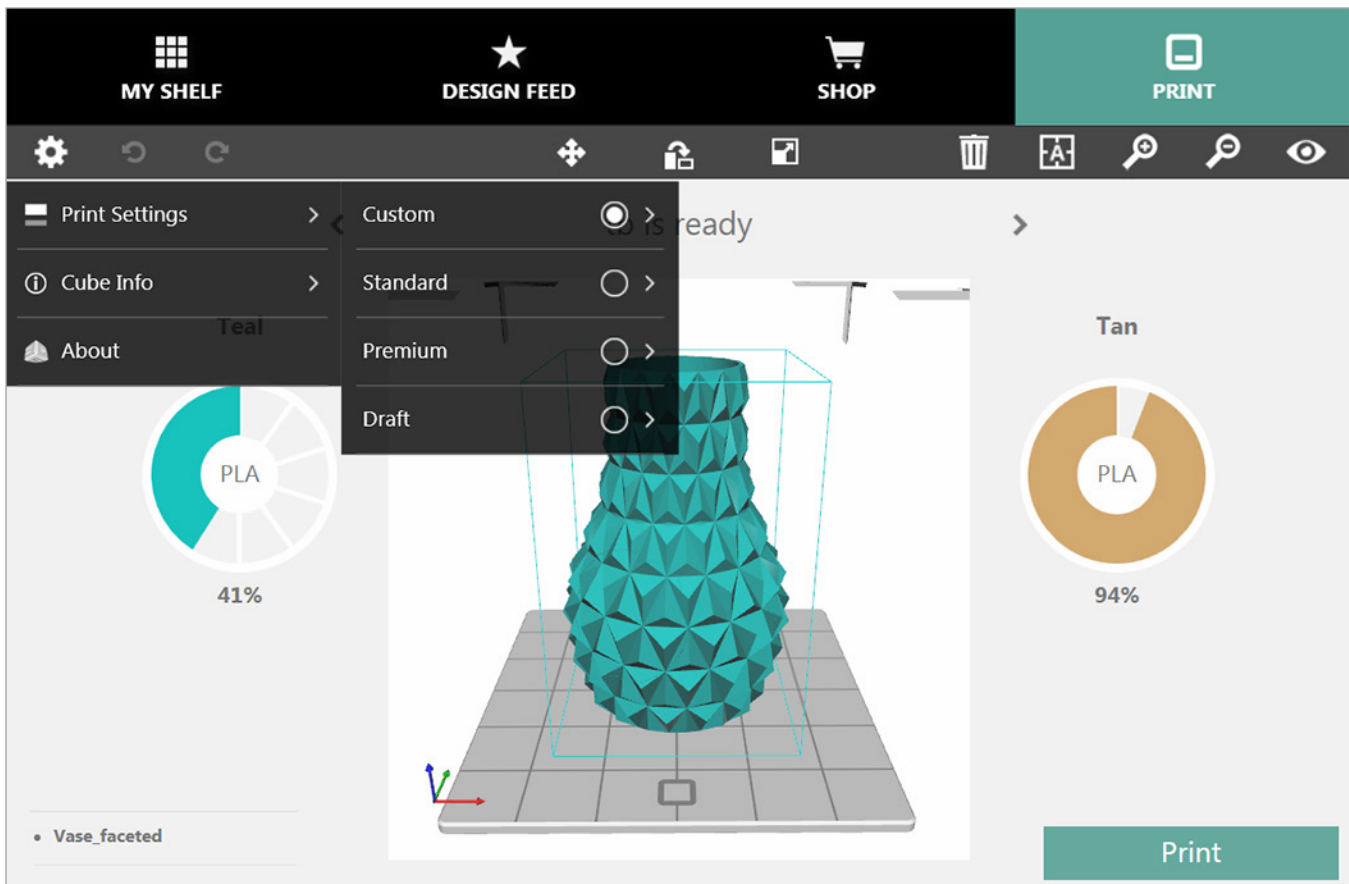 MY SHELF
DESIGN FEED
SHOP
PRINT
A
Print Settings
Custom
is ready
Cube Info
Standard
Teal
Tan
About
Premium
Draft
PLA
PLA
41%
94%
Vase_faceted
Print